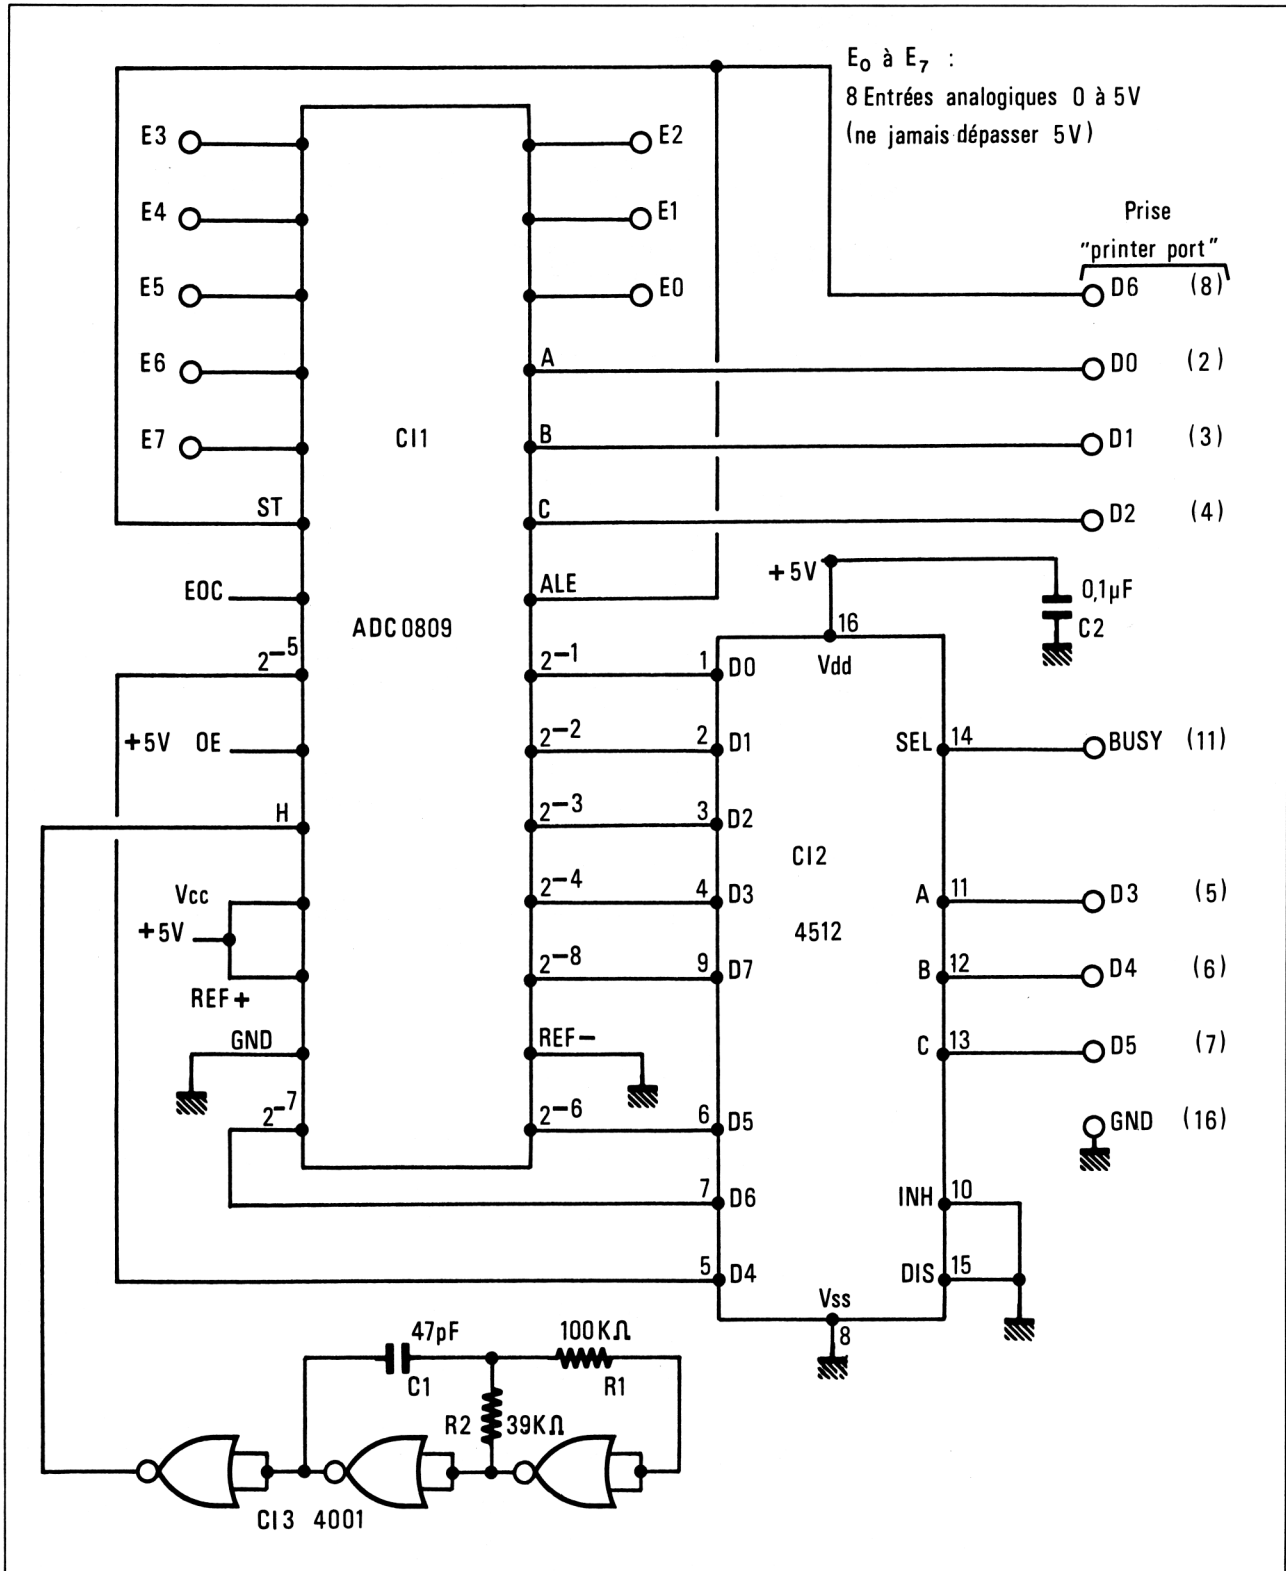 E0 à E7 :
8 Entrées analogiques 0 à 5V
(ne jamais dépasser 5V)
Prise
"printer port"
D6 (8)
D0 (2)
D1 (3)
D2 (4)
BUSY (11)
D3 (5)
D4 (6)
D5 (7)
GND (16)
E3
E4
E5
E6
E7
ST
EOC
2−5
+5V OE
H
Vcc
+5V
REF+
GND
2−7
CI1
ADC0809
E2
E1
E0
A
B
C
ALE
2−1
2−2
2−3
2−4
2−8
REF−
2−6
+5V
0,1µF
C2
16
Vdd
1 D0
2 D1
3 D2
4 D3
9 D7
6 D5
7 D6
5 D4
CI2
4512
SEL 14
A 11
B 12
C 13
INH 10
DIS 15
Vss
8
47pF
C1
100KΩ
R1
R2 39KΩ
CI3 4001